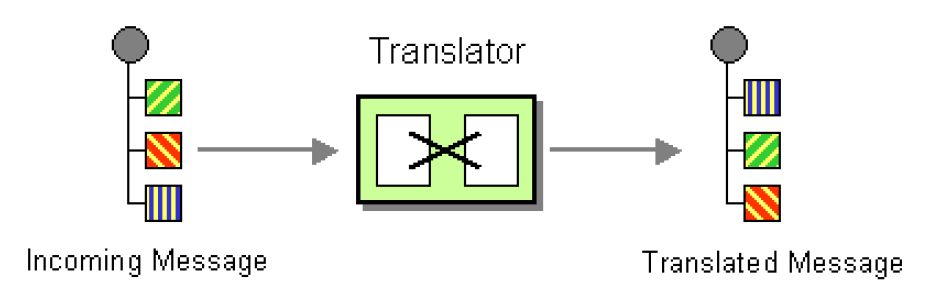 Translator
Incoming Message
Translated Message